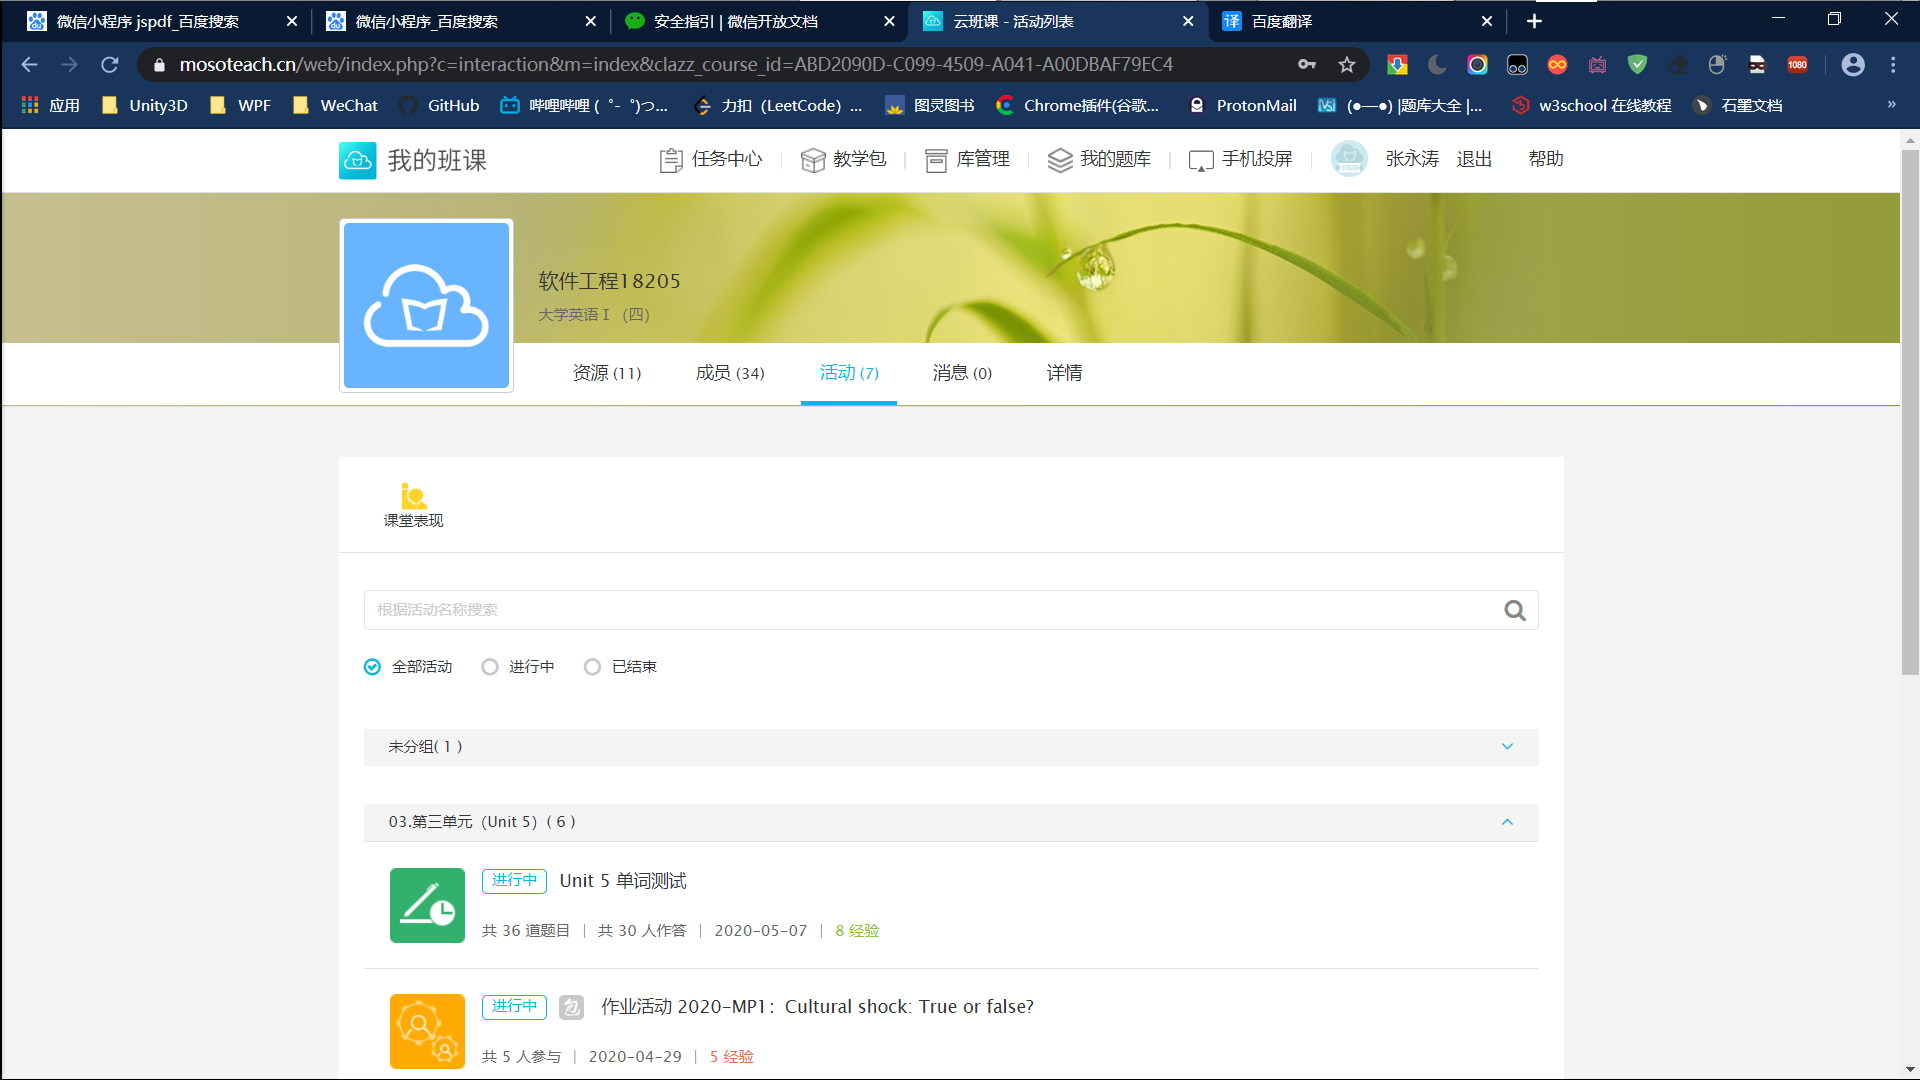 微信小程序 jspdf_百度搜索
微信小程序_百度搜索
安全指引 | 微信开放文档
云班课 - 活动列表
译 百度翻译
mosoteach.cn/web/index.php?c=interaction&m=index&clazz_course_id=ABD2090D-C099-4509-A041-A00DBAF79EC4
1080
应用
Unity3D
WPF
WeChat
GitHub
哔哩哔哩 ( ゜- ゜)つ...
力扣（LeetCode）...
图灵图书
Chrome插件(谷歌...
ProtonMail
(●—●) |题库大全 |...
w3school 在线教程
石墨文档
»
我的班课
任务中心
教学包
库管理
我的题库
手机投屏
张永涛
退出
帮助
软件工程18205
大学英语Ⅰ (四)
资源 (11)
成员 (34)
活动 (7)
消息 (0)
详情
课堂表现
根据活动名称搜索
全部活动
进行中
已结束
未分组( 1 )
03.第三单元（Unit 5）( 6 )
进行中 Unit 5 单词测试
共 36 道题目 | 共 30 人作答 | 2020-05-07 | 8 经验
进行中 作业活动 2020-MP1：Cultural shock: True or false?
共 5 人参与 | 2020-04-29 | 5 经验